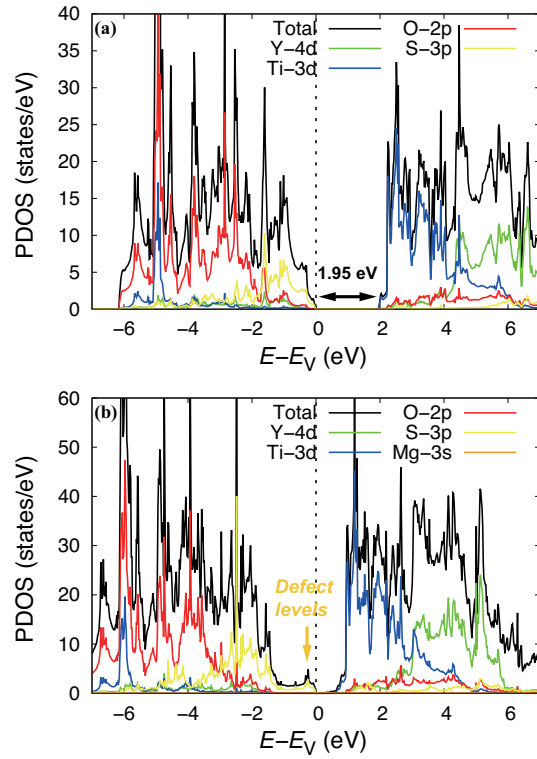 (a)
Total
O−2p
Y−4d
S−3p
Ti−3d
PDOS (states/eV)
40
35
30
25
20
15
10
5
0
1.95 eV
−6 −4 −2 0 2 4 6
E−EV (eV)
(b)
Total
O−2p
Y−4d
S−3p
Ti−3d
Mg−3s
PDOS (states/eV)
60
50
40
30
20
10
0
Defect
levels
−6 −4 −2 0 2 4 6
E−EV (eV)